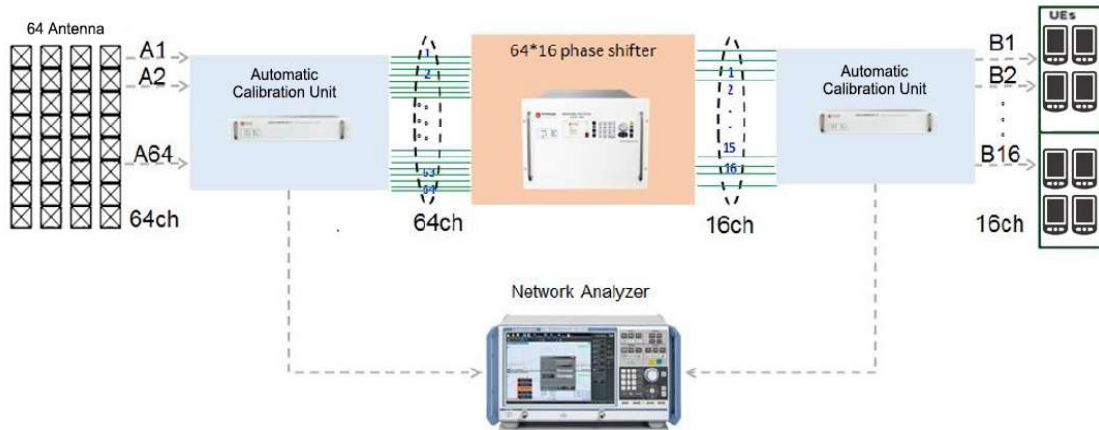 64 Antenna
A1
A2
A64
64ch
Automatic
Calibration Unit
1
2
63
64
64ch
64*16 phase shifter
1
2
15
16
16ch
Automatic
Calibration Unit
B1
B2
B16
16ch
UEs
Network Analyzer